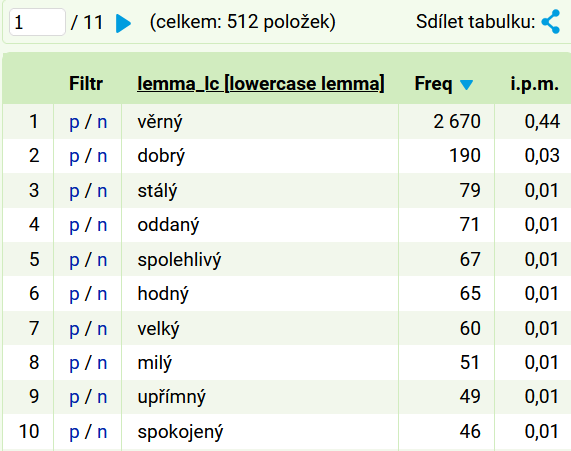 1 / 11 (celkem: 512 položek) Sdílet tabulku:
Filtr lemma_lc [lowercase lemma] Freq i.p.m.
1 p / n věrný 2 670 0,44
2 p / n dobrý 190 0,03
3 p / n stálý 79 0,01
4 p / n oddaný 71 0,01
5 p / n spolehlivý 67 0,01
6 p / n hodný 65 0,01
7 p / n velký 60 0,01
8 p / n milý 51 0,01
9 p / n upřímný 49 0,01
10 p / n spokojený 46 0,01